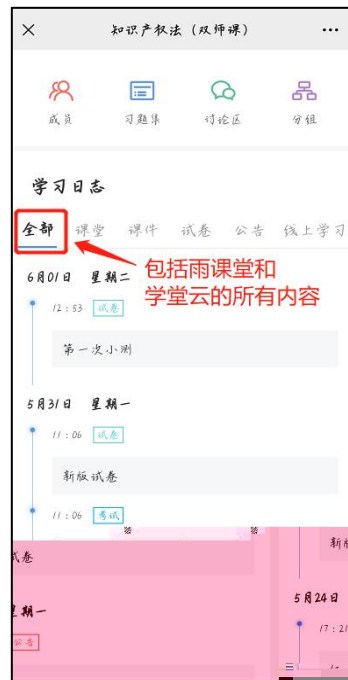 知识产权法（双师课）
成员 习题集 讨论区 分组
学习日志
全部 课堂 课件 试卷 公告 线上学习
包括雨课堂和
学堂云的所有内容
6月01日 星期二
12:53 试卷
第一次小测
5月31日 星期一
11:06 试卷
新版试卷
11:06 考试
试卷
新版
5月24日
星期一
17:21
公告